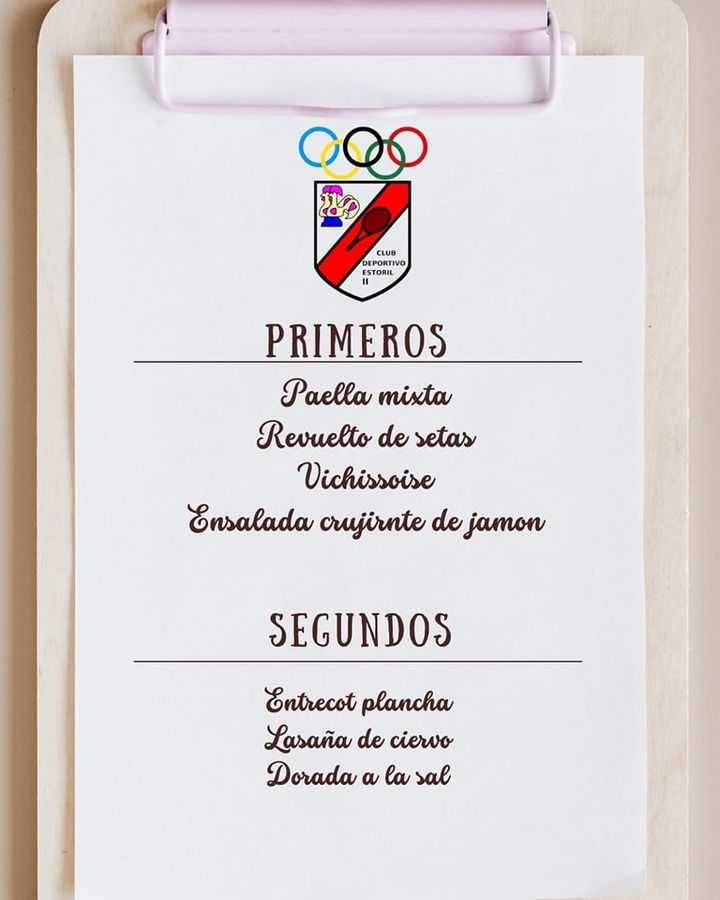 CLUB
DEPORTIVO
ESTORIL
II
PRIMEROS
Paella mixta
Revuelto de setas
Vichissoise
Ensalada crujirnte de jamon
SEGUNDOS
Entrecot plancha
Lasaña de ciervo
Dorada a la sal